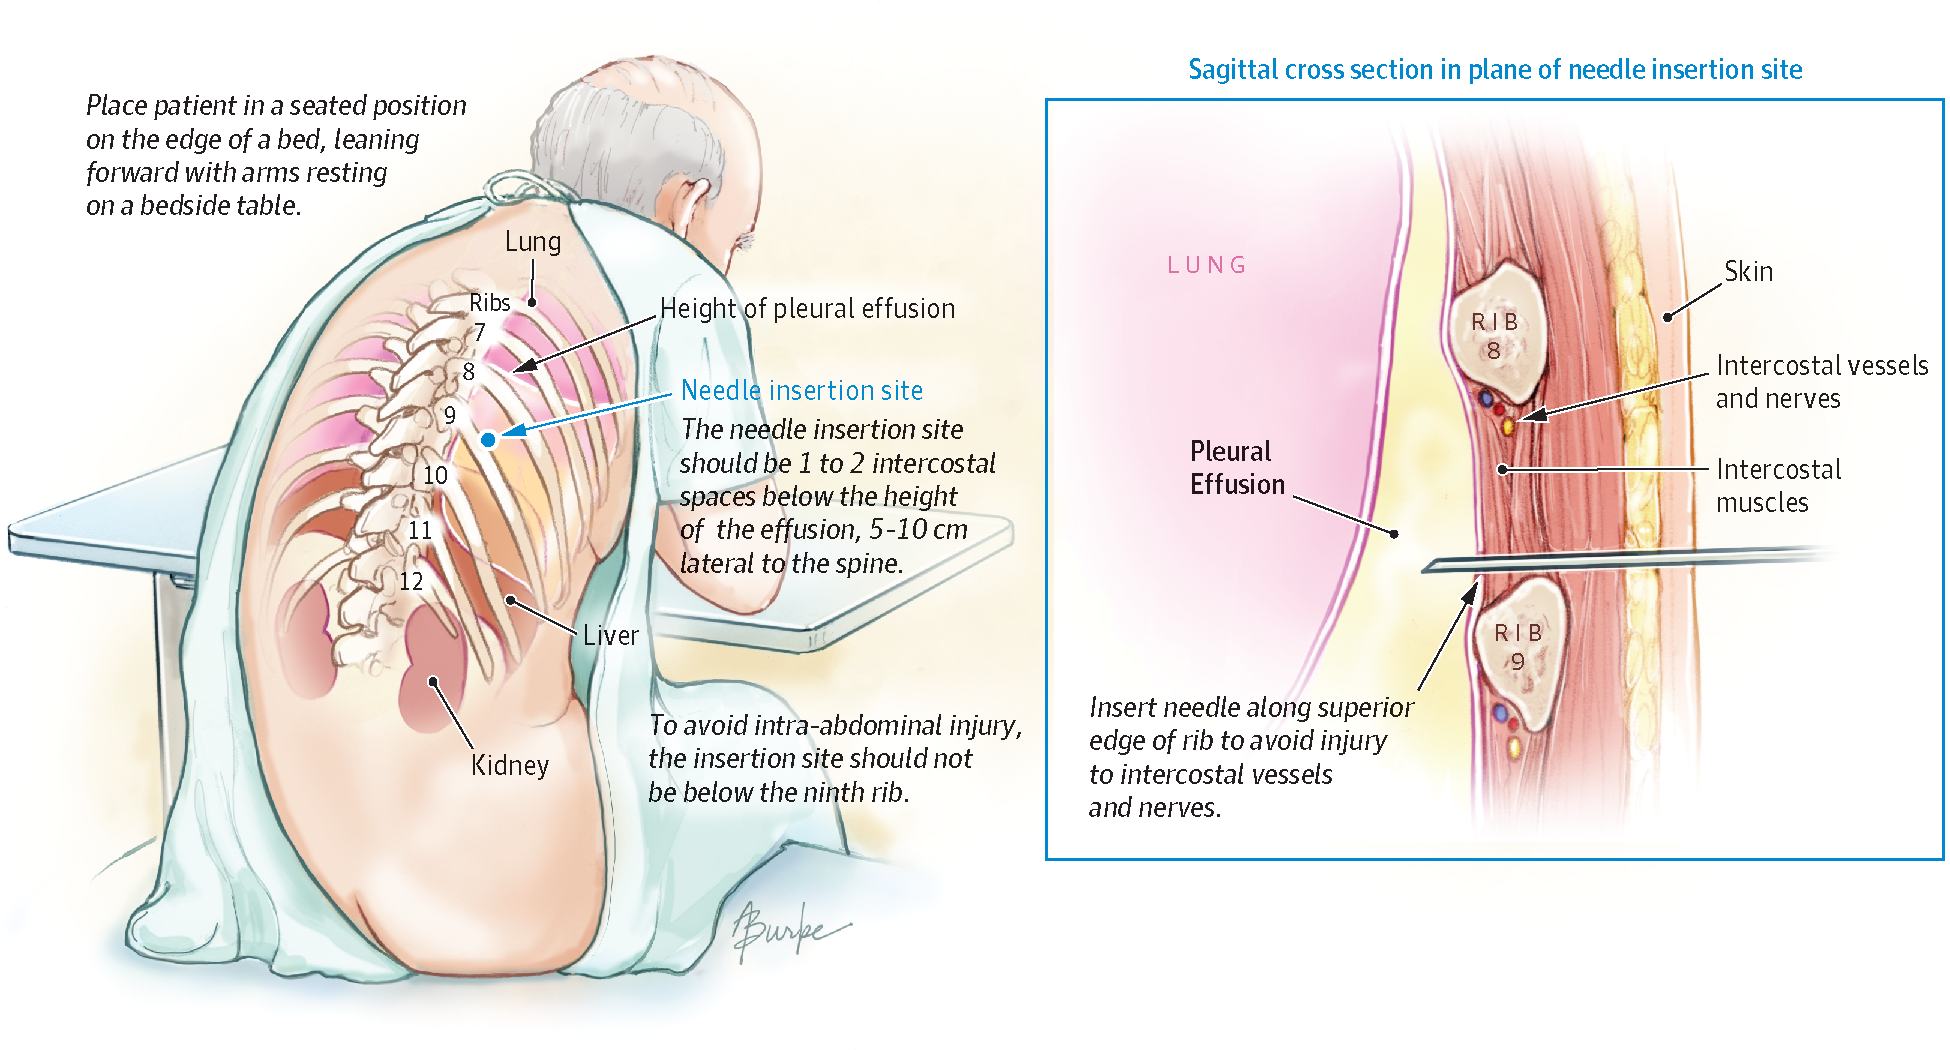 Place patient in a seated position
on the edge of a bed, leaning
forward with arms resting
on a bedside table.
Lung
Ribs
7
8
9
10
11
12
Height of pleural effusion
Needle insertion site
The needle insertion site
should be 1 to 2 intercostal
spaces below the height
of the effusion, 5-10 cm
lateral to the spine.
Liver
Kidney
To avoid intra-abdominal injury,
the insertion site should not
be below the ninth rib.
ABurke
Sagittal cross section in plane of needle insertion site
LUNG
RIB
8
Skin
Intercostal vessels
and nerves
Pleural
Effusion
Intercostal
muscles
RIB
9
Insert needle along superior
edge of rib to avoid injury
to intercostal vessels
and nerves.